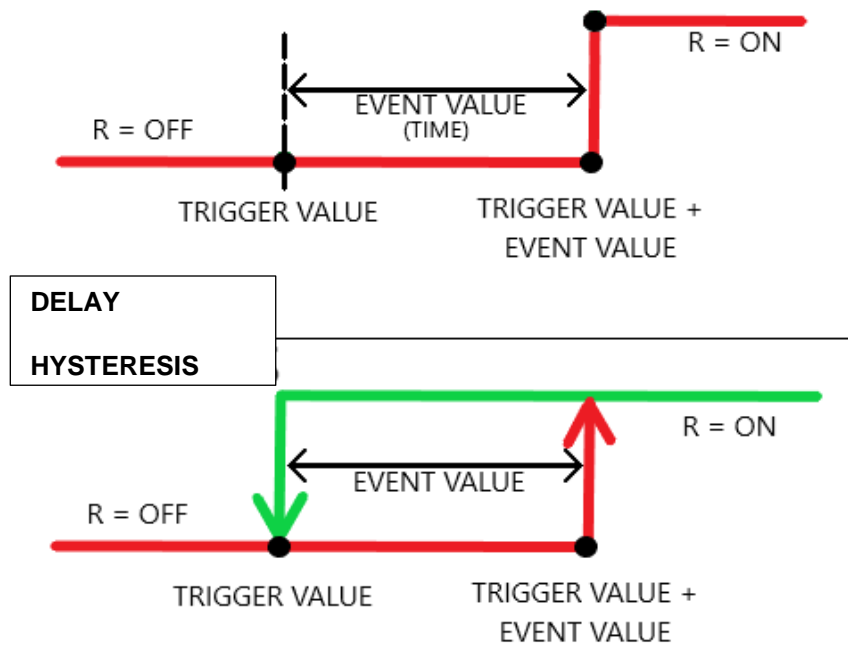 R = ON
EVENT VALUE
(TIME)
R = OFF
TRIGGER VALUE
TRIGGER VALUE +
EVENT VALUE
DELAY
HYSTERESIS
R = ON
EVENT VALUE
R = OFF
TRIGGER VALUE
TRIGGER VALUE +
EVENT VALUE